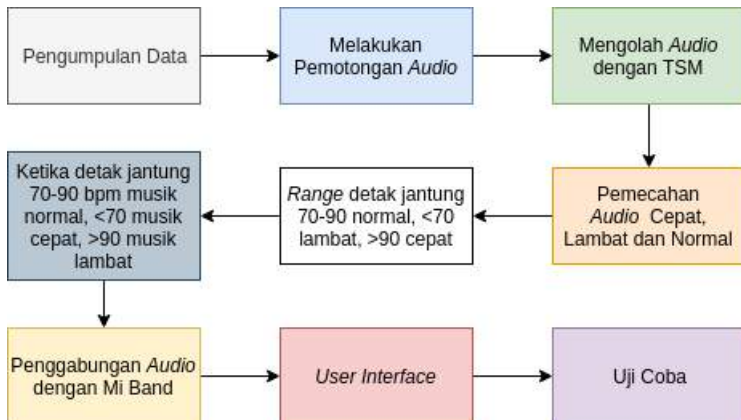 Pengumpulan Data
Melakukan
Pemotongan Audio
Mengolah Audio
dengan TSM
Pemecahan
Audio Cepat,
Lambat dan Normal
Range detak jantung
70-90 normal, <70
lambat, >90 cepat
Ketika detak jantung
70-90 bpm musik
normal, <70 musik
cepat, >90 musik
lambat
Penggabungan Audio
dengan Mi Band
User Interface
Uji Coba